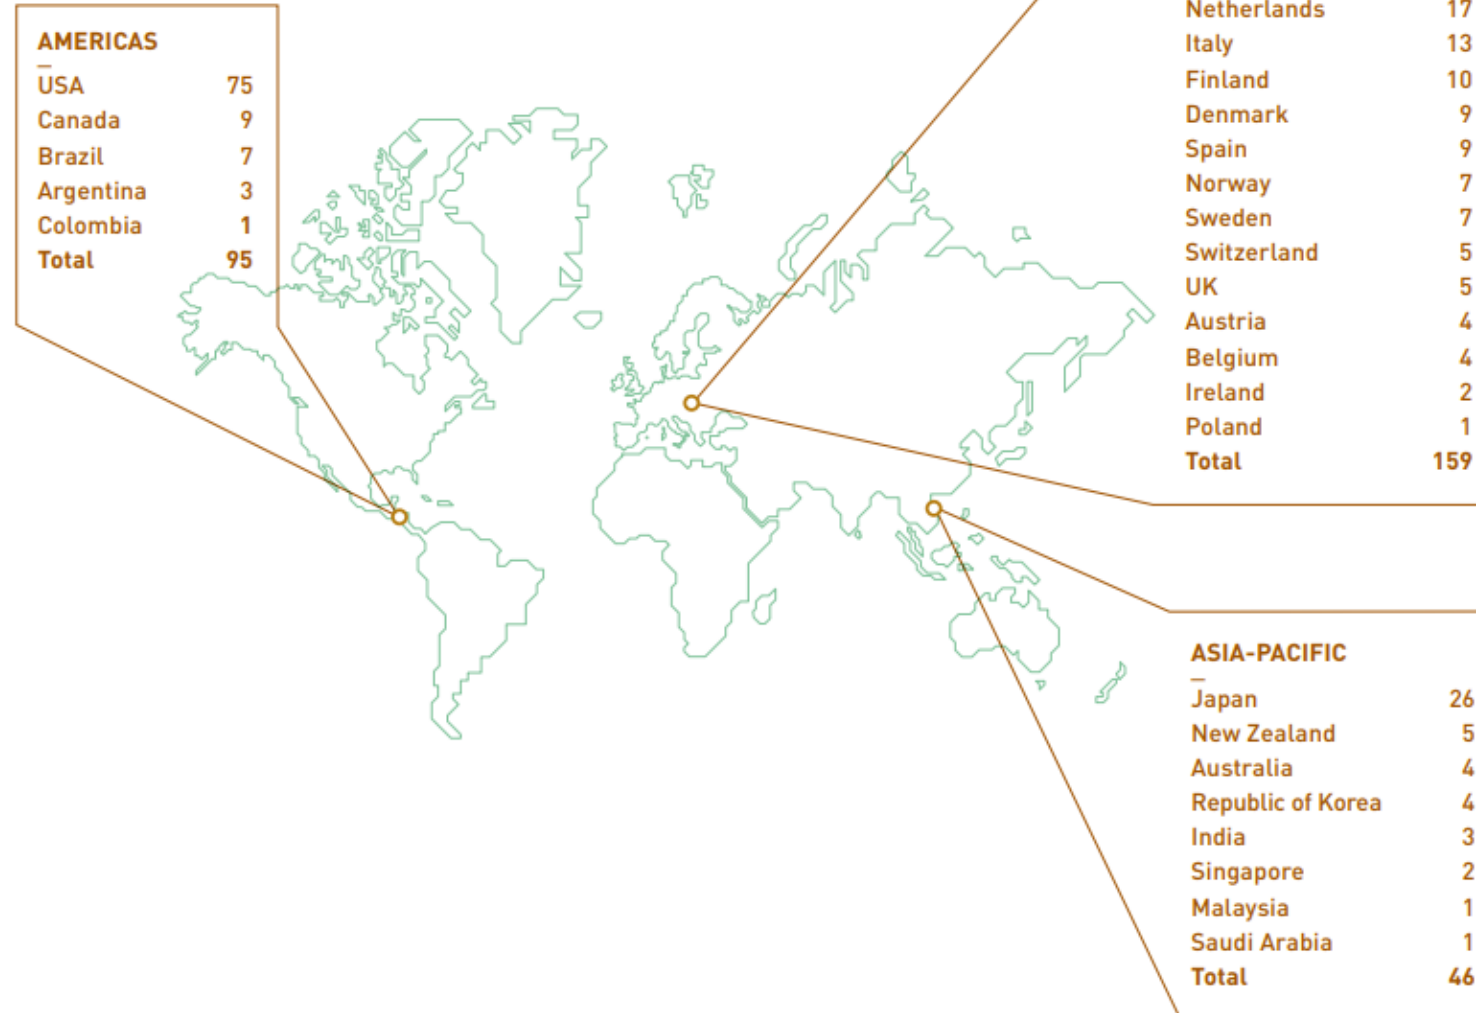 AMERICAS
USA 75
Canada 9
Brazil 7
Argentina 3
Colombia 1
Total 95
Netherlands 17
Italy 13
Finland 10
Denmark 9
Spain 9
Norway 7
Sweden 7
Switzerland 5
UK 5
Austria 4
Belgium 4
Ireland 2
Poland 1
Total 159
ASIA-PACIFIC
Japan 26
New Zealand 5
Australia 4
Republic of Korea 4
India 3
Singapore 2
Malaysia 1
Saudi Arabia 1
Total 46